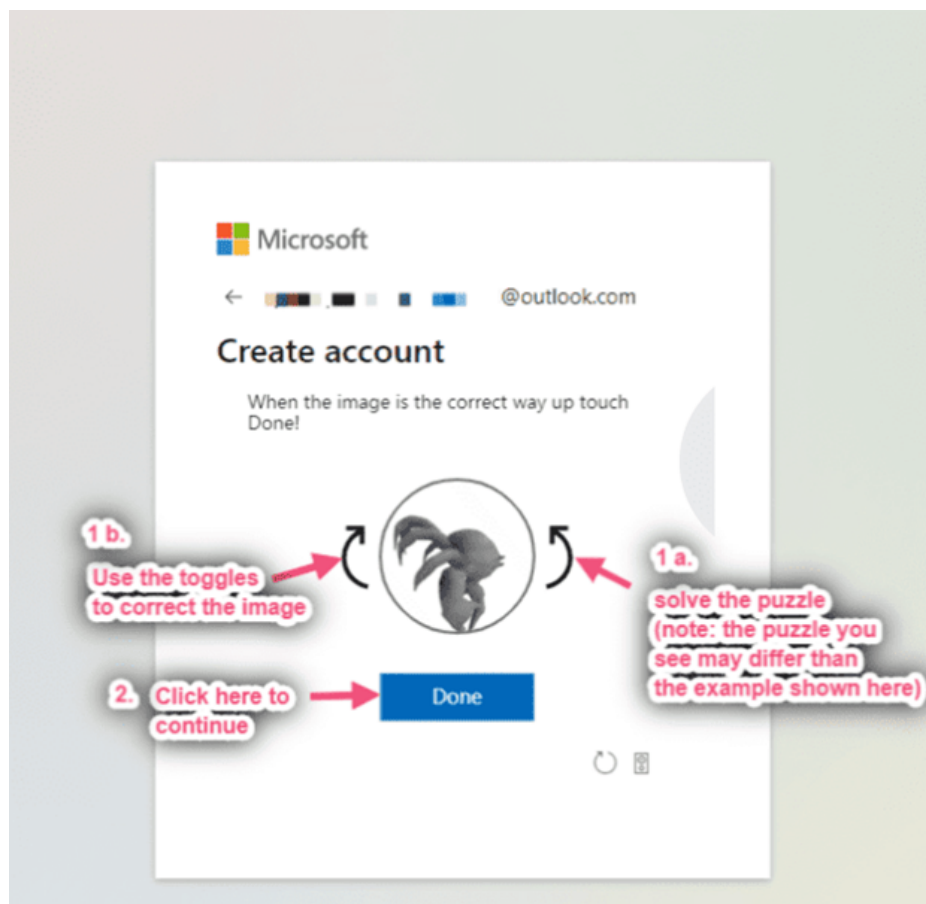 Microsoft
@outlook.com
Create account
When the image is the correct way up touch
Done!
1 b.
Use the toggles
to correct the image
1 a.
solve the puzzle
(note: the puzzle you
see may differ than
the example shown here)
2. Click here to
continue
Done